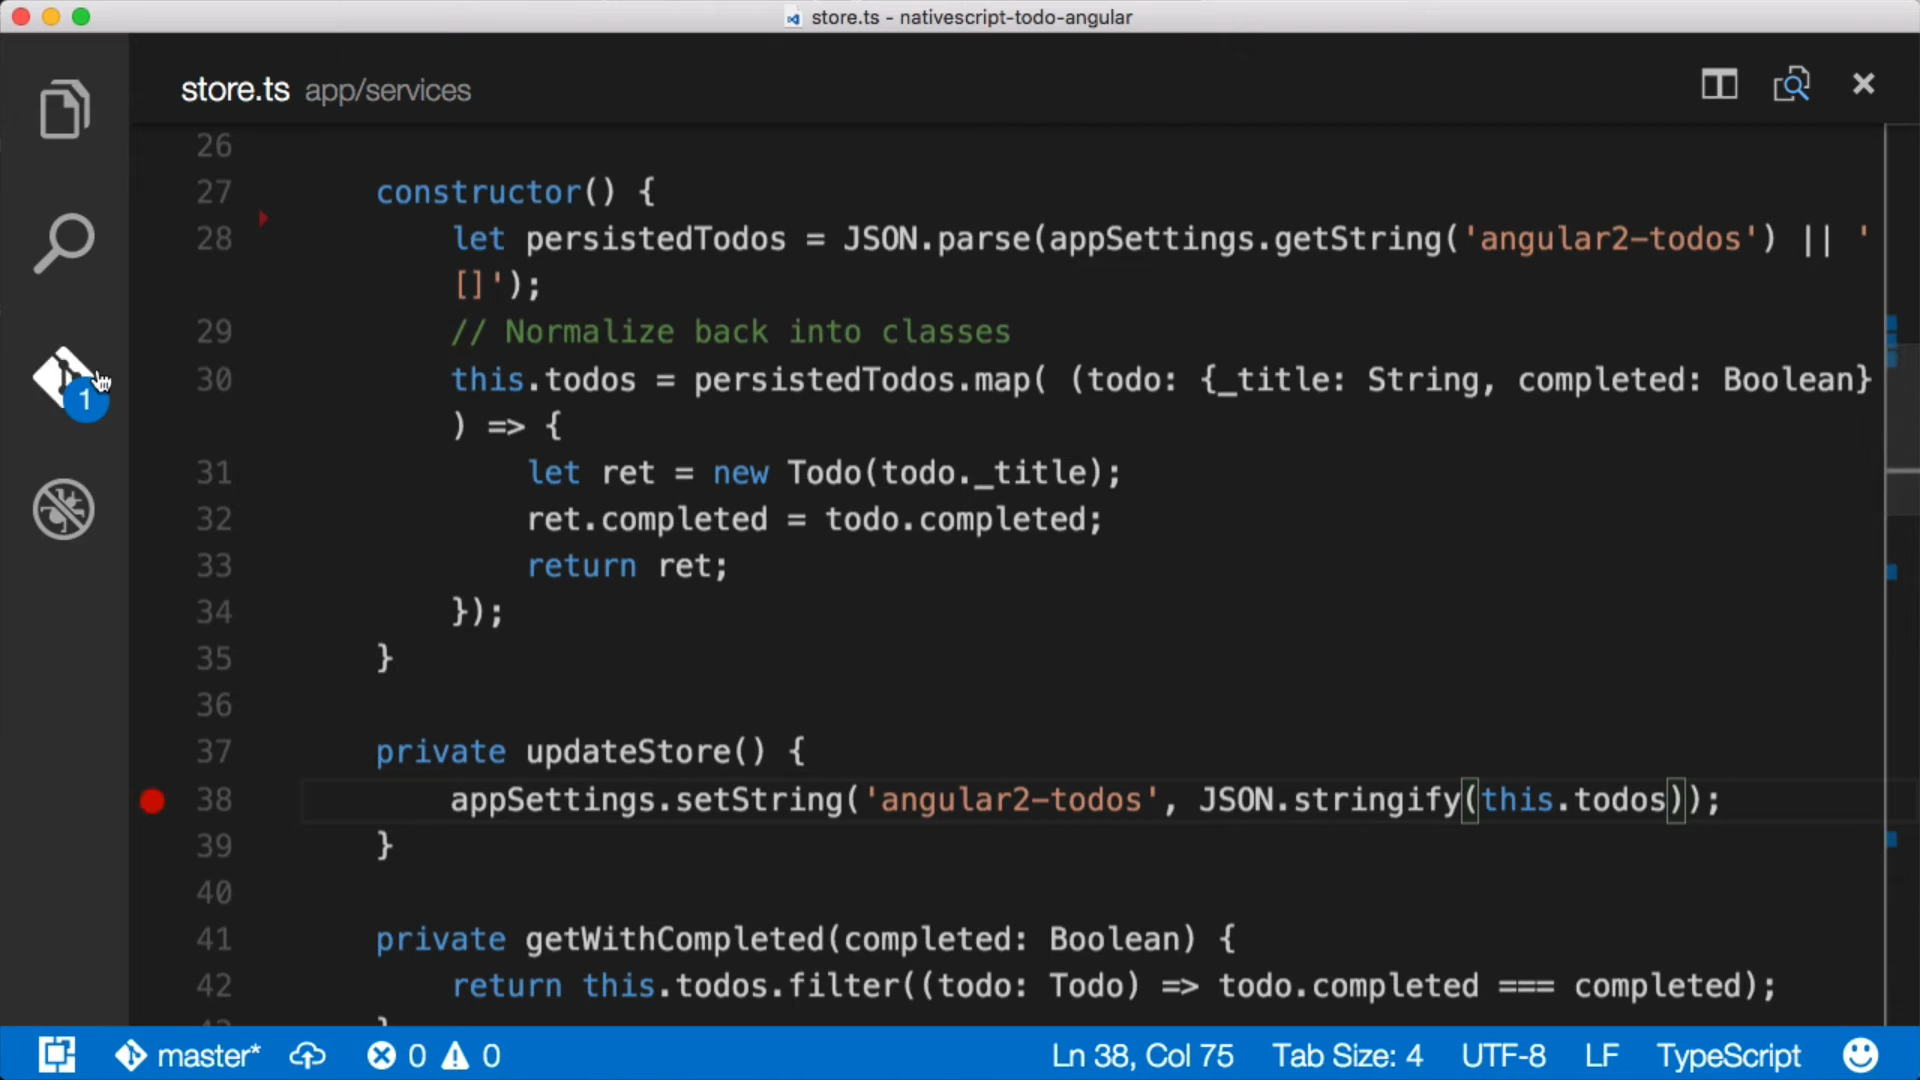 store.ts - nativescript-todo-angular
store.ts app/services
26
27 constructor() {
28 let persistedTodos = JSON.parse(appSettings.getString('angular2-todos') || '
[]');
29 // Normalize back into classes
30 this.todos = persistedTodos.map( (todo: {_title: String, completed: Boolean}
) => {
31 let ret = new Todo(todo._title);
32 ret.completed = todo.completed;
33 return ret;
34 });
35 }
36
37 private updateStore() {
38 appSettings.setString('angular2-todos', JSON.stringify(this.todos));
39 }
40
41 private getWithCompleted(completed: Boolean) {
42 return this.todos.filter((todo: Todo) => todo.completed === completed);
1
master* 0 0 Ln 38, Col 75 Tab Size: 4 UTF-8 LF TypeScript